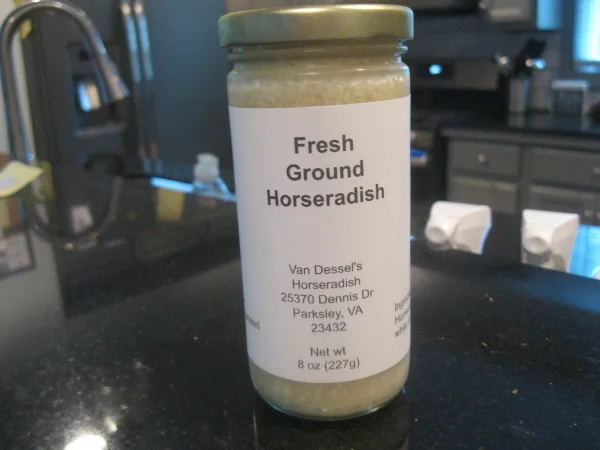 Fresh
Ground
Horseradish
Van Dessel's
Horseradish
25370 Dennis Dr
Parksley, VA
23432
Net wt
8 oz (227g)